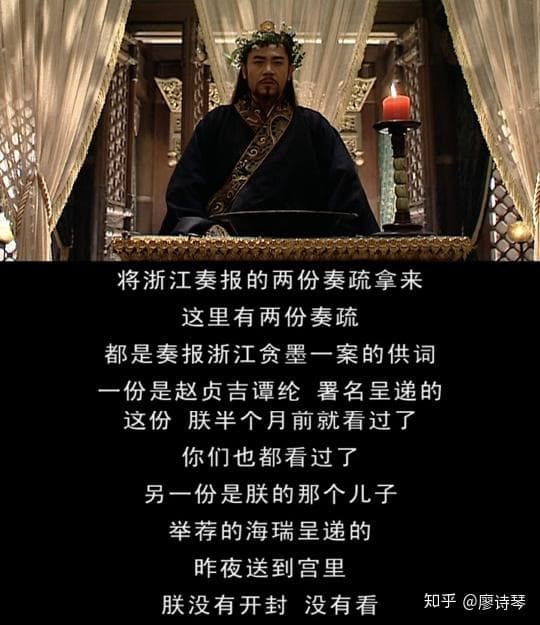 将浙江奏报的两份奏疏拿来
这里有两份奏疏
都是奏报浙江贪墨一案的供词
一份是赵贞吉谭纶 署名呈递的
这份 朕半个月前就看过了
你们也都看过了
另一份是朕的那个儿子
举荐的海瑞呈递的
昨夜送到宫里
朕没有开封 没有看
知乎 @廖诗琴